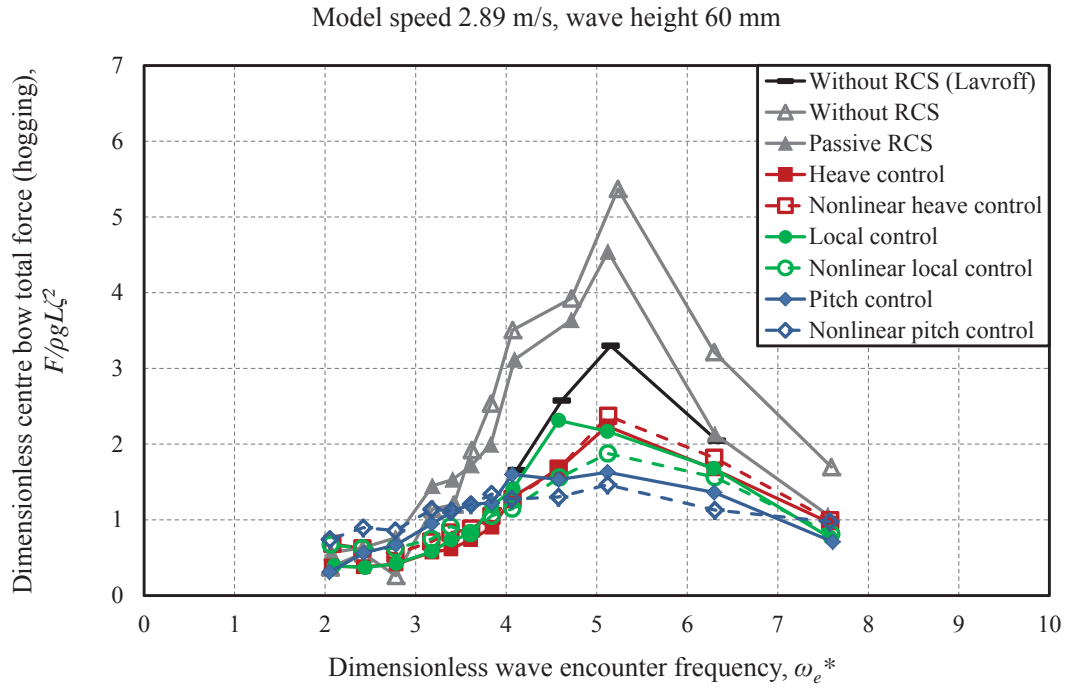 Model speed 2.89 m/s, wave height 60 mm
Dimensionless centre bow total force (hogging),
F/ρgLζ²
7
6
5
4
3
2
1
0
Without RCS (Lavroff)
Without RCS
Passive RCS
Heave control
Nonlinear heave control
Local control
Nonlinear local control
Pitch control
Nonlinear pitch control
0 1 2 3 4 5 6 7 8 9 10
Dimensionless wave encounter frequency, ωe*